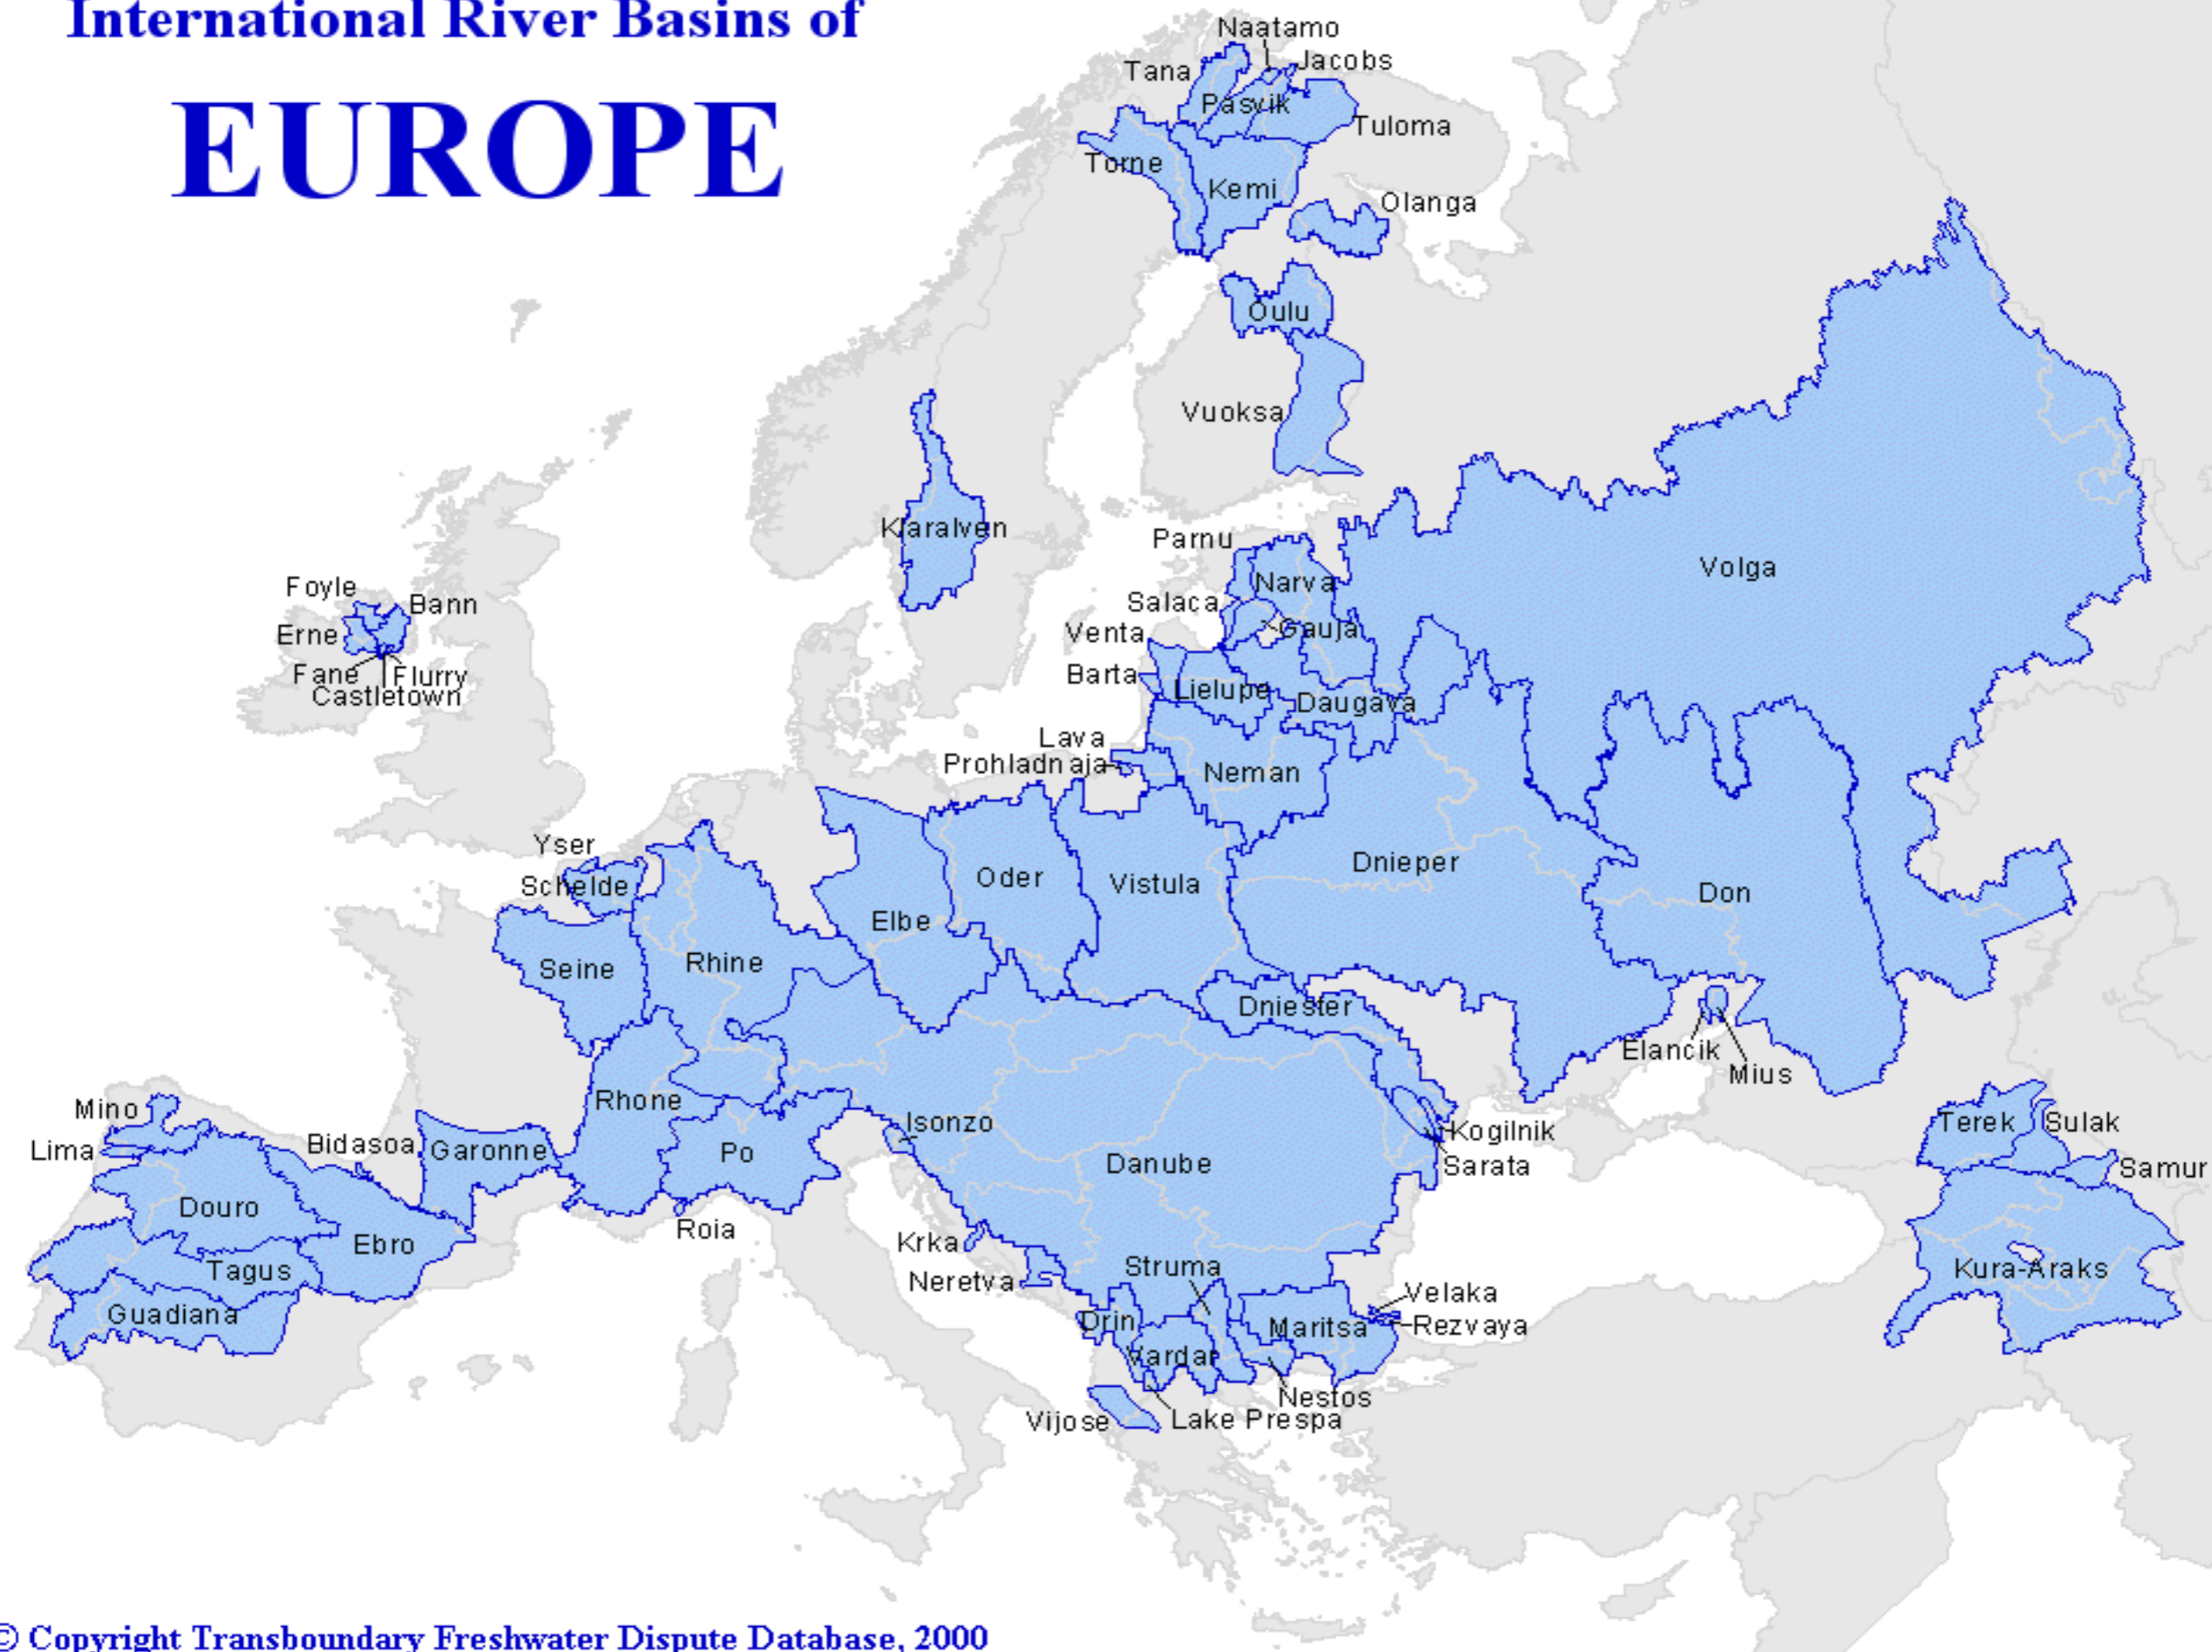 International River Basins of
EUROPE
Naatamo
Jacobs
Tana
Pasvik
Tuloma
Torne
Kemi
Olanga
Oulu
Vuoksa
Klaralven
Parnu
Narva
Volga
Foyle
Bann
Salaca
Gauja
Erne
Venta
Fane
Flurry
Castletown
Barta
Lielupe
Daugava
Lava
Prohladnaja
Neman
Yser
Schelde
Dnieper
Oder
Vistula
Don
Elbe
Seine
Rhine
Dniester
Elancik
Mius
Mino
Rhone
Isonzo
Terek
Sulak
Lima
Bidasoa
Garonne
Po
Kogilnik
Danube
Sarata
Samur
Douro
Roia
Krka
Ebro
Tagus
Neretva
Struma
Kura-Araks
Guadiana
Velaka
Drin
Maritsa
Rezvaya
Vardar
Nestos
Vijose
Lake Prespa
© Copyright Transboundary Freshwater Dispute Database, 2000